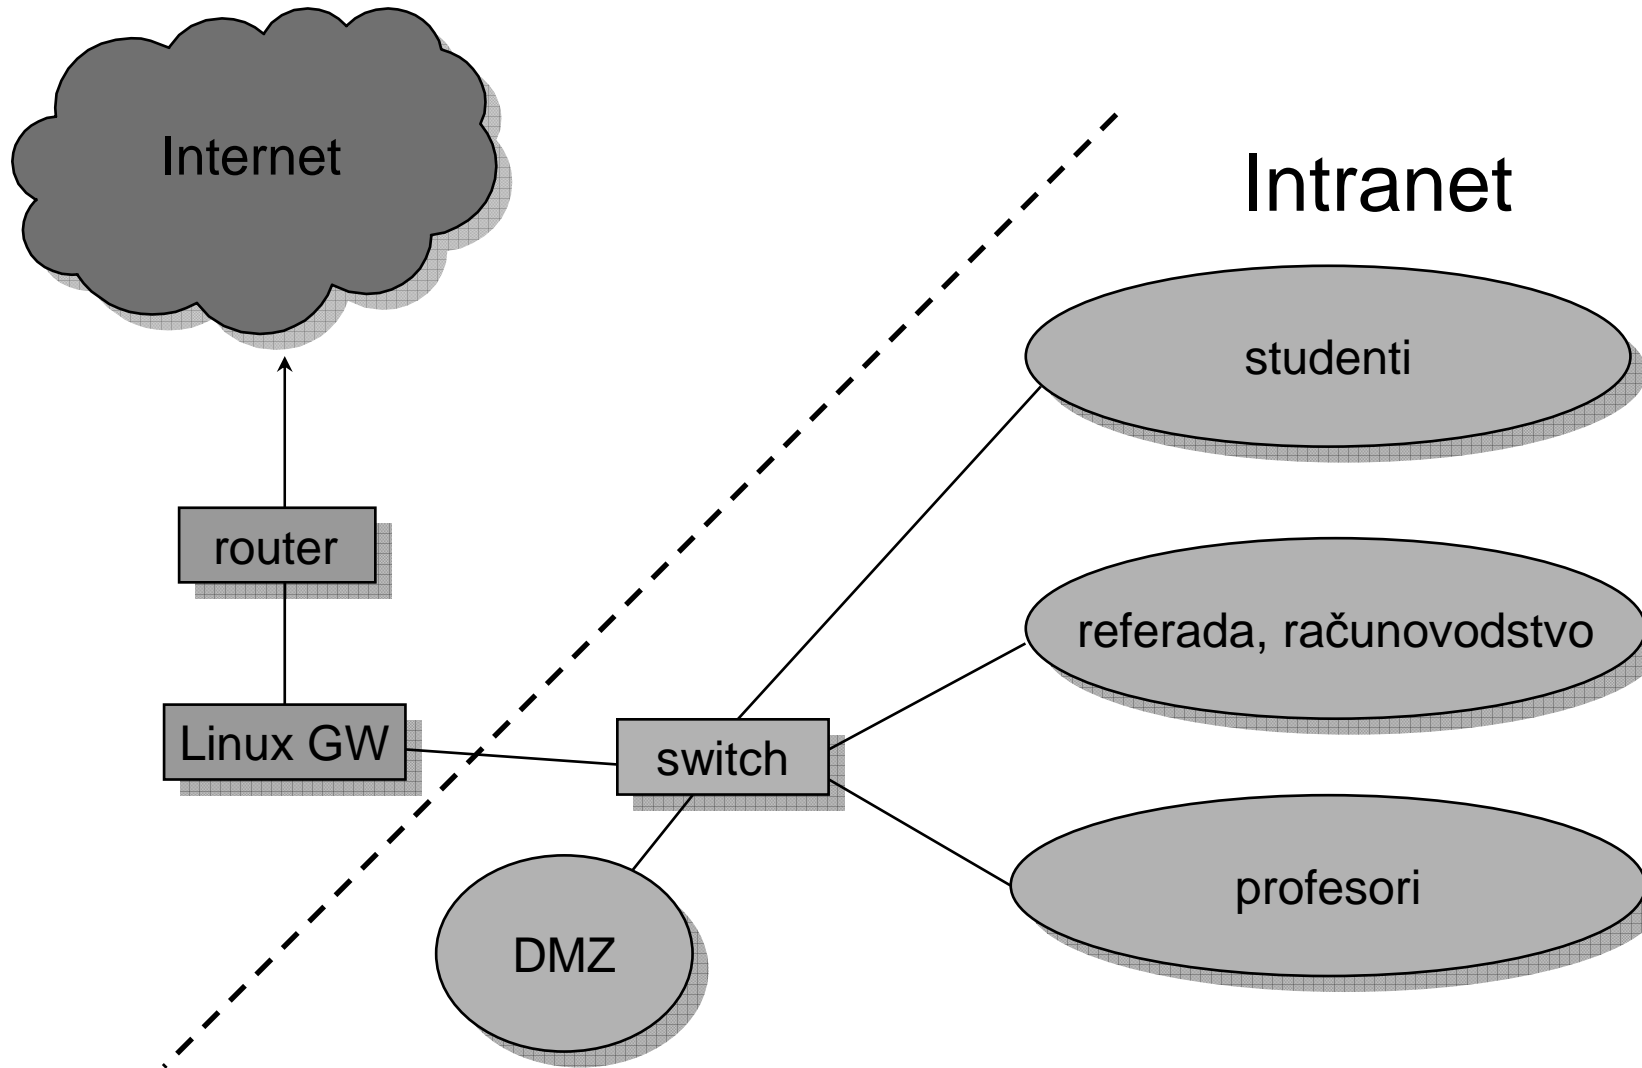 Internet
Intranet
studenti
router
referada, računovodstvo
Linux GW
switch
profesori
DMZ